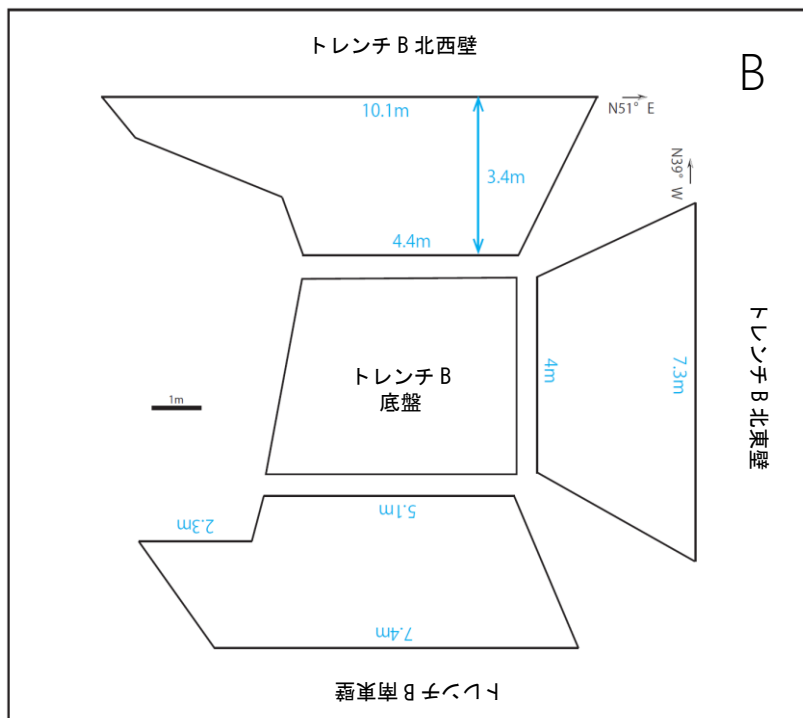 トレンチ B 北西壁
B
10.1m
N51° E
3.4m
4.4m
N39° W
トレンチ B
底盤
4m
7.3m
トレンチ B 北東壁
1m
5.1m
2.3m
7.4m
トレンチ B 南東壁